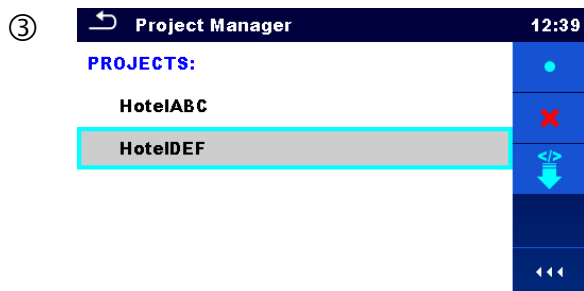 ③
Project Manager 12:39
PROJECTS:
HotelABC
HotelDEF
</>